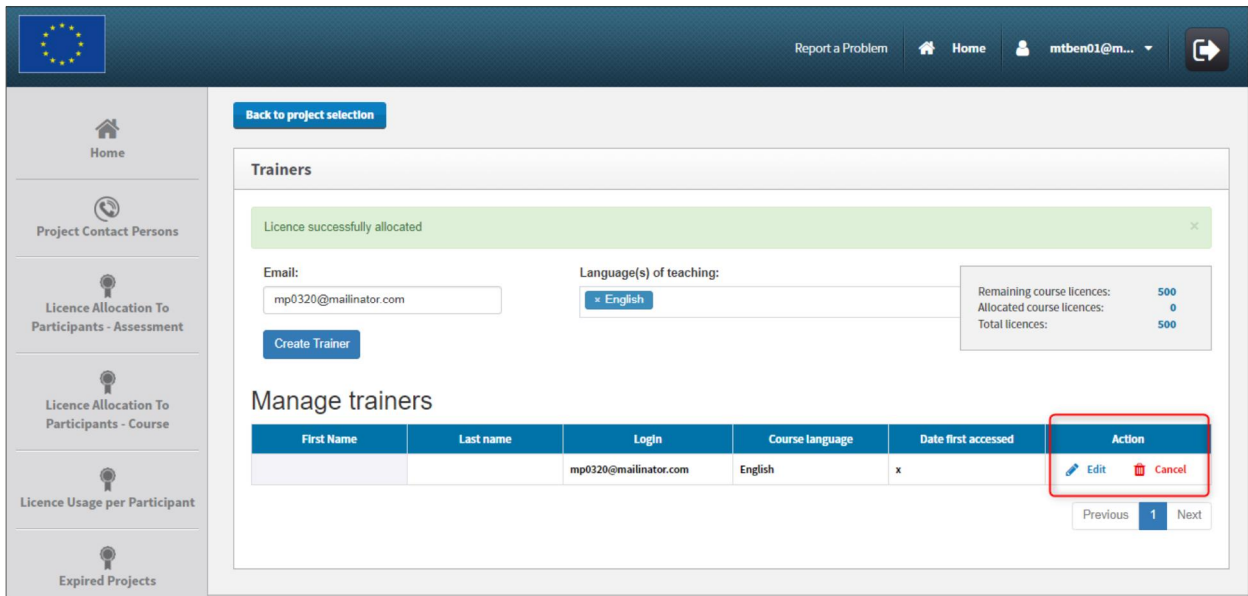 Report a Problem
Home
mtben01@m...
Home
Project Contact Persons
Licence Allocation To
Participants - Assessment
Licence Allocation To
Participants - Course
Licence Usage per Participant
Expired Projects
Back to project selection
Trainers
Licence successfully allocated ×
Email:
mp0320@mailinator.com
Language(s) of teaching:
× English
Remaining course licences: 500
Allocated course licences: 0
Total licences: 500
Create Trainer
Manage trainers
First Name Last name Login Course language Date first accessed Action
mp0320@mailinator.com English x Edit Cancel
Previous 1 Next